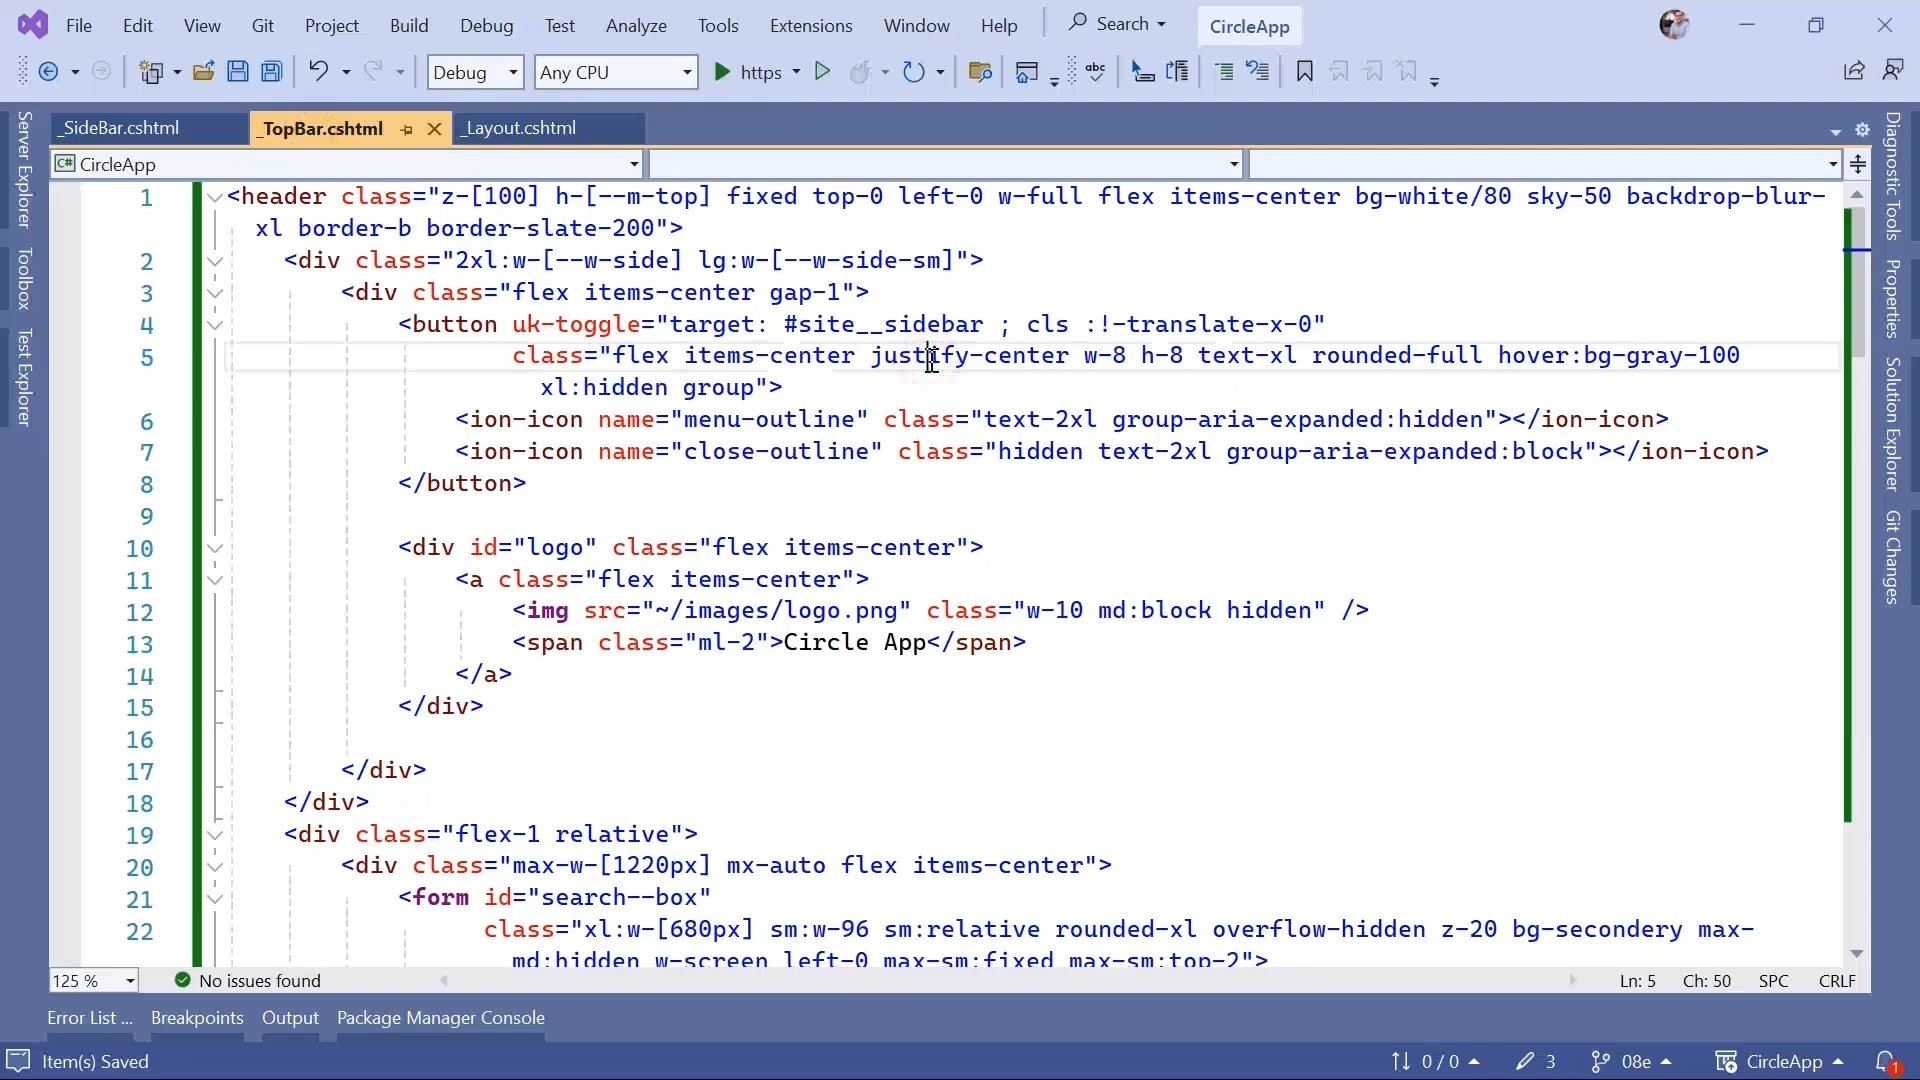 File Edit View Git Project Build Debug Test Analyze Tools Extensions Window Help Search CircleApp
Debug Any CPU https abc
_SideBar.cshtml _TopBar.cshtml _Layout.cshtml
C# CircleApp
Server Explorer
Toolbox
Test Explorer
1 <header class="z-[100] h-[--m-top] fixed top-0 left-0 w-full flex items-center bg-white/80 sky-50 backdrop-blur-
xl border-b border-slate-200">
2 <div class="2xl:w-[--w-side] lg:w-[--w-side-sm]">
3 <div class="flex items-center gap-1">
4 <button uk-toggle="target: #site__sidebar ; cls :!-translate-x-0"
5 class="flex items-center justify-center w-8 h-8 text-xl rounded-full hover:bg-gray-100
xl:hidden group">
6 <ion-icon name="menu-outline" class="text-2xl group-aria-expanded:hidden"></ion-icon>
7 <ion-icon name="close-outline" class="hidden text-2xl group-aria-expanded:block"></ion-icon>
8 </button>
9
10 <div id="logo" class="flex items-center">
11 <a class="flex items-center">
12 <img src="~/images/logo.png" class="w-10 md:block hidden" />
13 <span class="ml-2">Circle App</span>
14 </a>
15 </div>
16
17 </div>
18 </div>
19 <div class="flex-1 relative">
20 <div class="max-w-[1220px] mx-auto flex items-center">
21 <form id="search--box"
22 class="xl:w-[680px] sm:w-96 sm:relative rounded-xl overflow-hidden z-20 bg-secondery max-
md:hidden w-screen left-0 max-sm:fixed max-sm:top-2">
Diagnostic Tools
Properties
Solution Explorer
Git Changes
125 % No issues found Ln: 5 Ch: 50 SPC CRLF
Error List ... Breakpoints Output Package Manager Console
Item(s) Saved 0 / 0 3 08e CircleApp 1